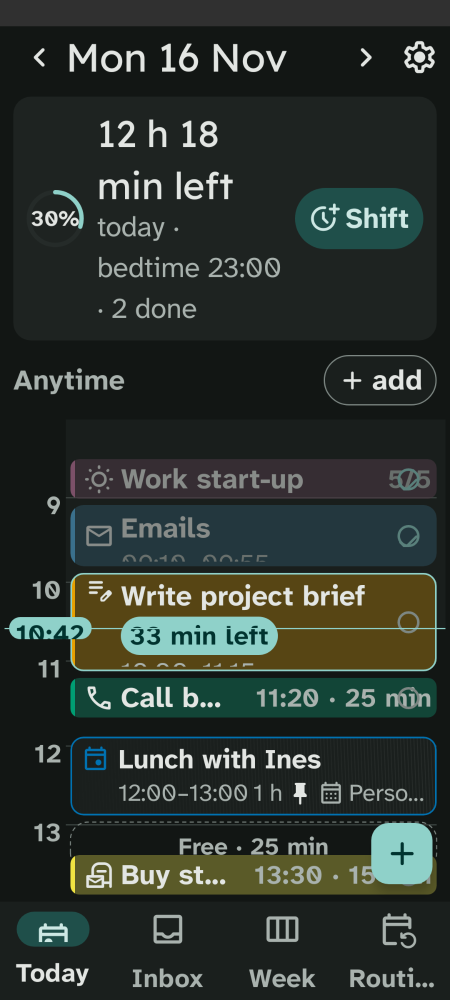 Mon 16 Nov
12 h 18
min left
30%
today ·
bedtime 23:00
· 2 done
Shift
Anytime
+ add
Work start-up
5/5
9
Emails
10
Write project brief
10:42
33 min left
11
Call b...
11:20 · 25 min
12
Lunch with Ines
12:00–13:00 1 h
Perso...
13
Free · 25 min
Buy st...
13:30 · 15
Today
Inbox
Week
Routi...